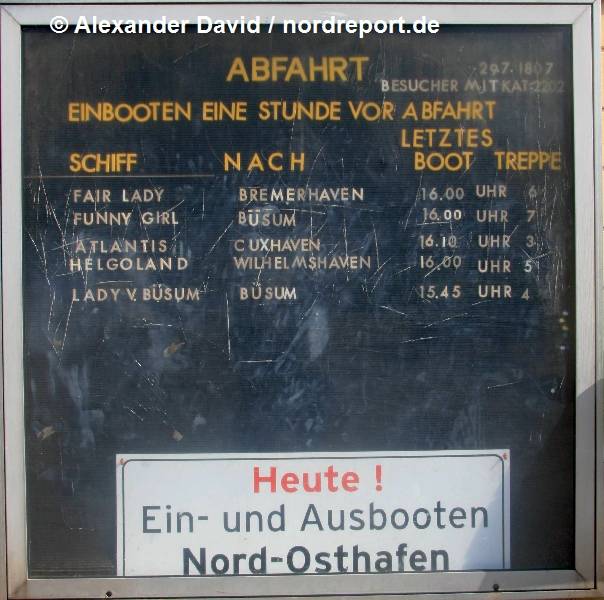 © Alexander David / nordreport.de
ABFAHRT
29.7. 1807
BESUCHER MIT KAT: 2202
EINBOOTEN EINE STUNDE VOR ABFAHRT
LETZTES
SCHIFF NACH BOOT TREPPE
FAIR LADY BREMERHAVEN 16.00 UHR 6
FUNNY GIRL BÜSUM 16.00 UHR 7
ATLANTIS CUXHAVEN 16.10 UHR 3
HELGOLAND WILHELMSHAVEN 16.00 UHR 5
LADY V. BÜSUM BÜSUM 15.45 UHR 4
Heute !
Ein- und Ausbooten
Nord-Osthafen